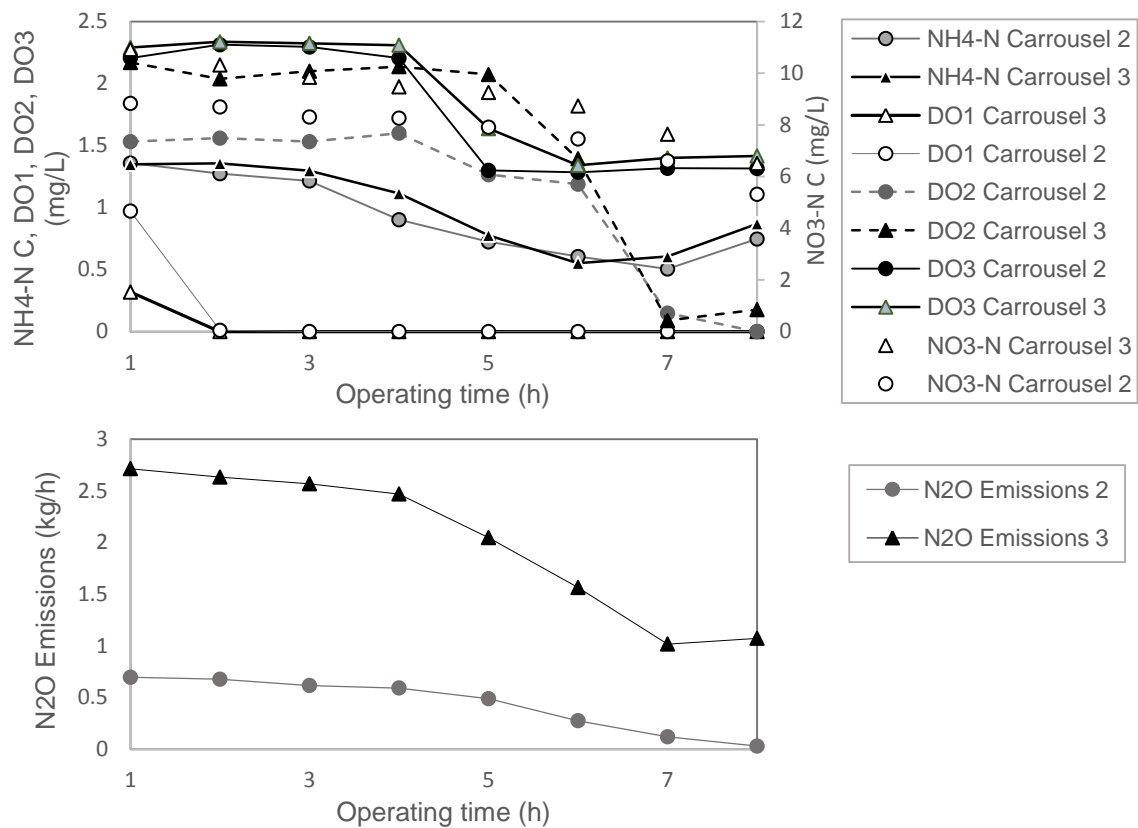 NH4-N C, DO1, DO2, DO3
(mg/L)
2.5
2
1.5
1
0.5
0
1
3
5
7
Operating time (h)
12
10
8
6
4
2
0
NO3-N C (mg/L)
NH4-N Carrousel 2
NH4-N Carrousel 3
DO1 Carrousel 3
DO1 Carrousel 2
DO2 Carrousel 2
DO2 Carrousel 3
DO3 Carrousel 2
DO3 Carrousel 3
NO3-N Carrousel 3
NO3-N Carrousel 2
N2O Emissions (kg/h)
3
2.5
2
1.5
1
0.5
0
1
3
5
7
Operating time (h)
N2O Emissions 2
N2O Emissions 3